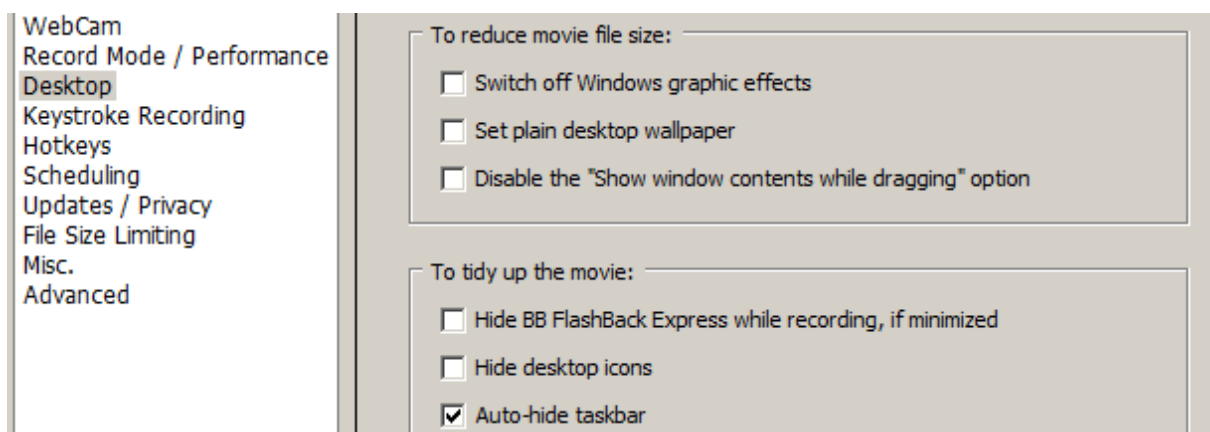 WebCam
Record Mode / Performance
Desktop
Keystroke Recording
Hotkeys
Scheduling
Updates / Privacy
File Size Limiting
Misc.
Advanced
To reduce movie file size:
Switch off Windows graphic effects
Set plain desktop wallpaper
Disable the "Show window contents while dragging" option
To tidy up the movie:
Hide BB FlashBack Express while recording, if minimized
Hide desktop icons
Auto-hide taskbar